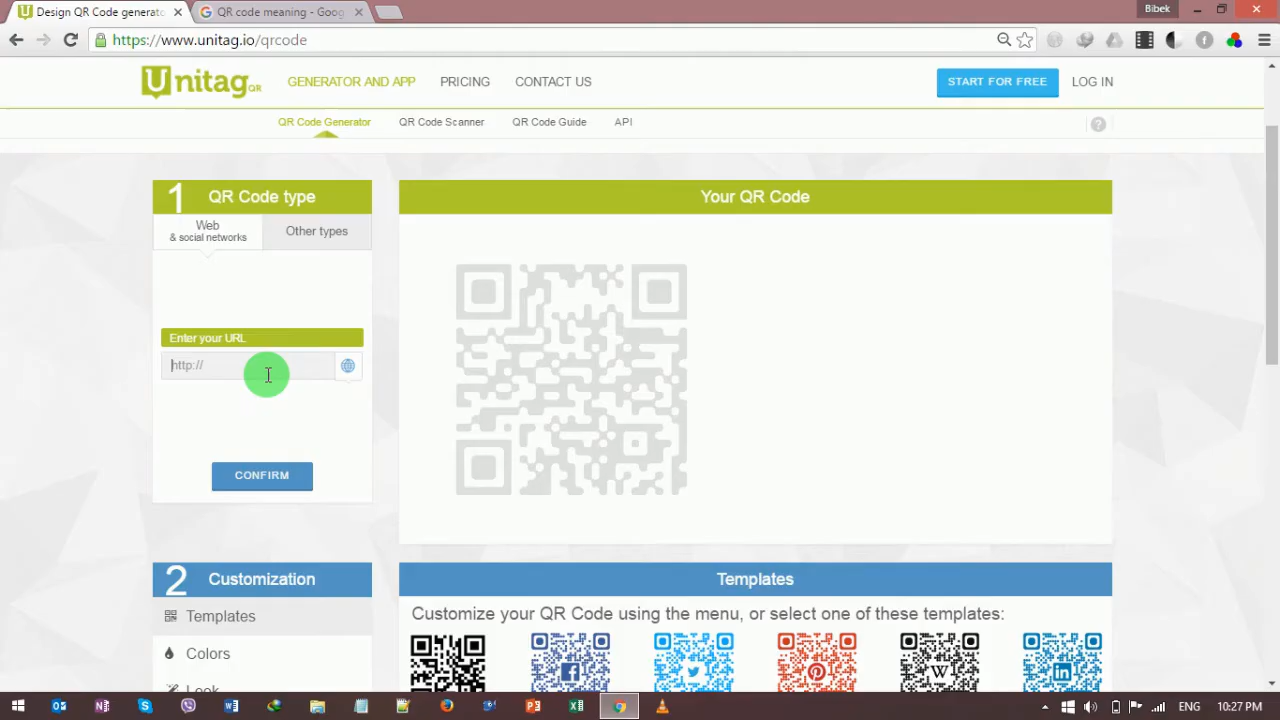 Design QR Code generato
QR code meaning - Goog
Bibek
https://www.unitag.io/qrcode
Unitag QR
GENERATOR AND APP
PRICING
CONTACT US
START FOR FREE
LOG IN
QR Code Generator
QR Code Scanner
QR Code Guide
API
?
1 QR Code type
Web
& social networks
Other types
Enter your URL
http://
CONFIRM
Your QR Code
2 Customization
Templates
Colors
Look
Templates
Customize your QR Code using the menu, or select one of these templates:
W
ENG
10:27 PM